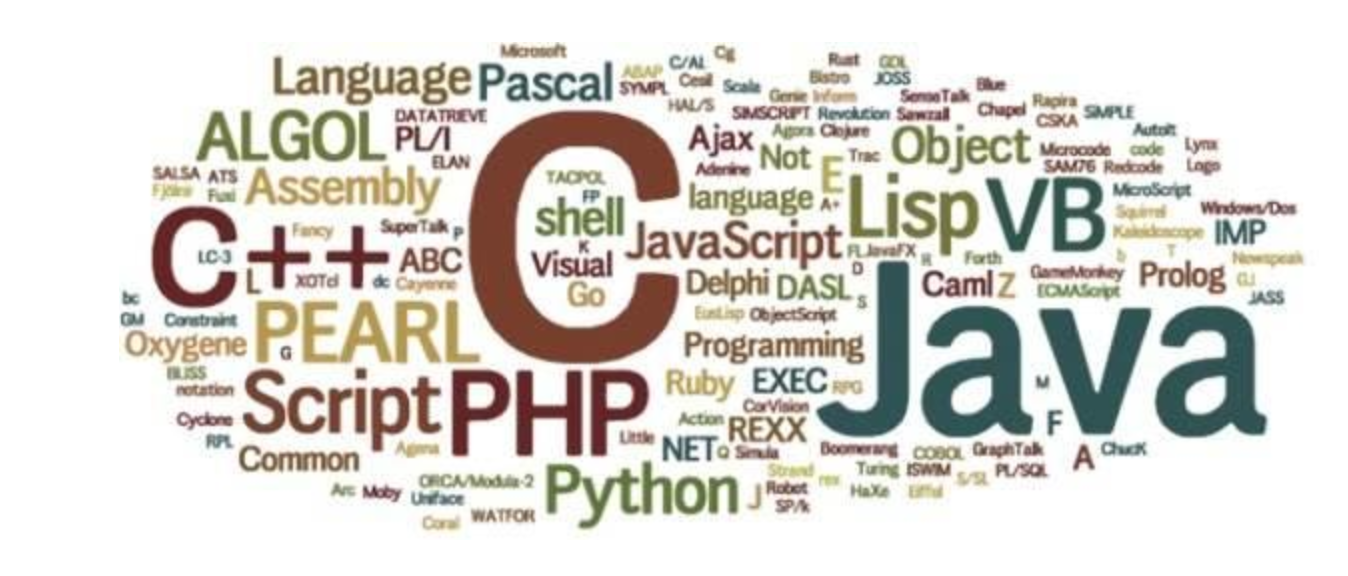 Microsoft
Cg
Language Pascal ABAP C/AL Rust GDL
SYMPL Cesil Scala Bistro JOSS Blue
HAL/S Genie Inform SenseTalk Rapira
DATATRIEVE SIMSCRIPT Revolution Sawzall Chapel CSKA SIMPLE
ALGOL PL/I Ajax Agora Clojure Object Autoit
ELAN Not Trac Microcode code Lynx
SALSA ATS Adenine E SAM76 Redcode Logo
Fjölnir Fuxi Assembly TACPOL FP language A+ Lisp VB MicroScript
C++ Fancy SuperTalk P C shell Squirrel Windows/Dos
LC-3 K JavaScript Kaleidoscope IMP
L XOTcl dc ABC Visual FL JavaFX R Forth b T Newspeak
Cayenne Go Delphi DASL D S Caml Z GameMonkey Prolog G.I
bc ECMAScript JASS
GM Constraint PEARL EusLisp ObjectScript Java
Oxygene G Programming
BLISS Script PHP Ruby EXEC RPG M
notation CorVision
Cyclone Action REXX F
RPL Little NET Q Simula Boomerang COBOL GraphTalk A ChucK
Common Agena Strand Turing ISWIM S/SL PL/SQL
Arc Moby ORCA/Modula-2 Python J Robot rex HaXe Eiffel
Uniface SP/k
Coral WATFOR